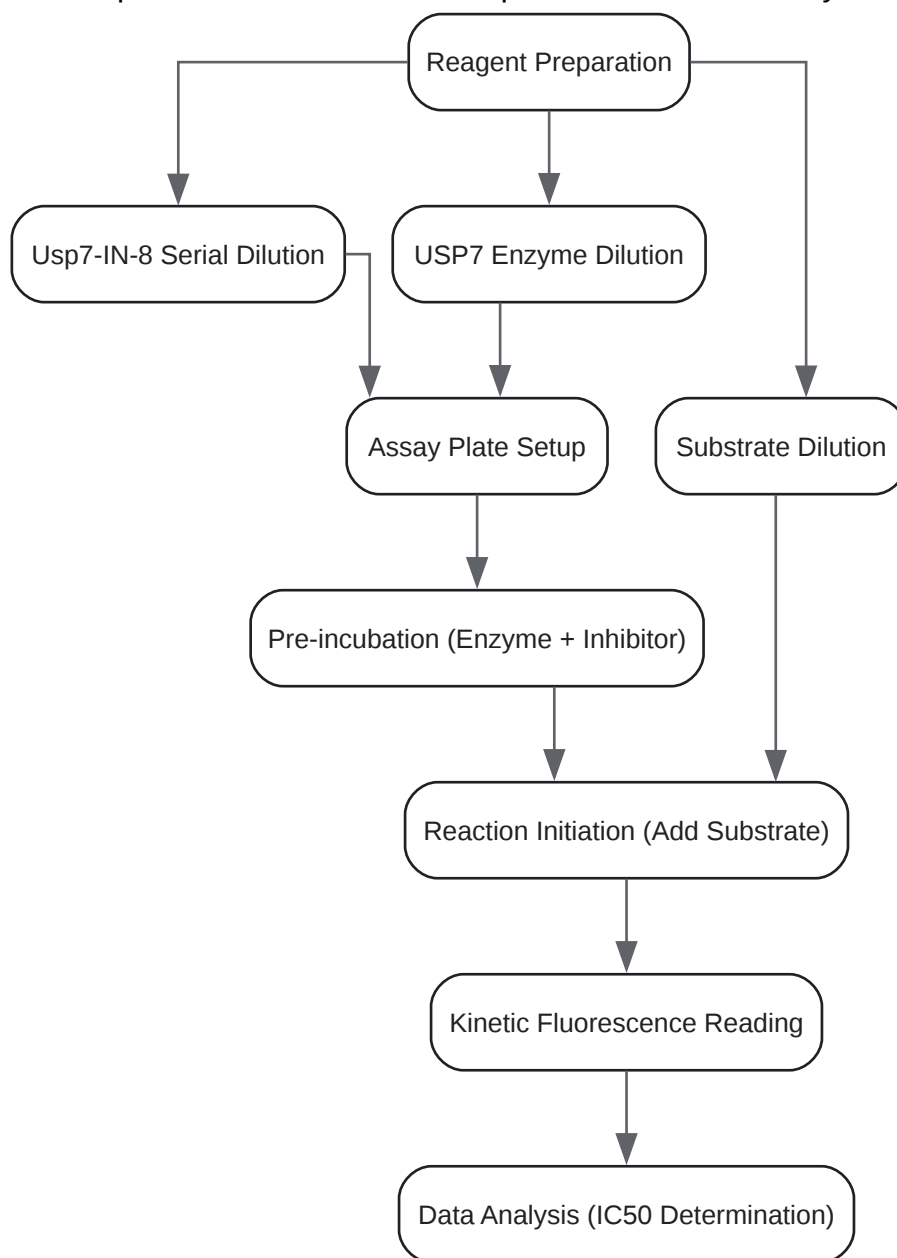 Reagent Preparation
Usp7-IN-8 Serial Dilution
USP7 Enzyme Dilution
Assay Plate Setup
Substrate Dilution
Pre-incubation (Enzyme + Inhibitor)
Reaction Initiation (Add Substrate)
Kinetic Fluorescence Reading
Data Analysis (IC50 Determination)